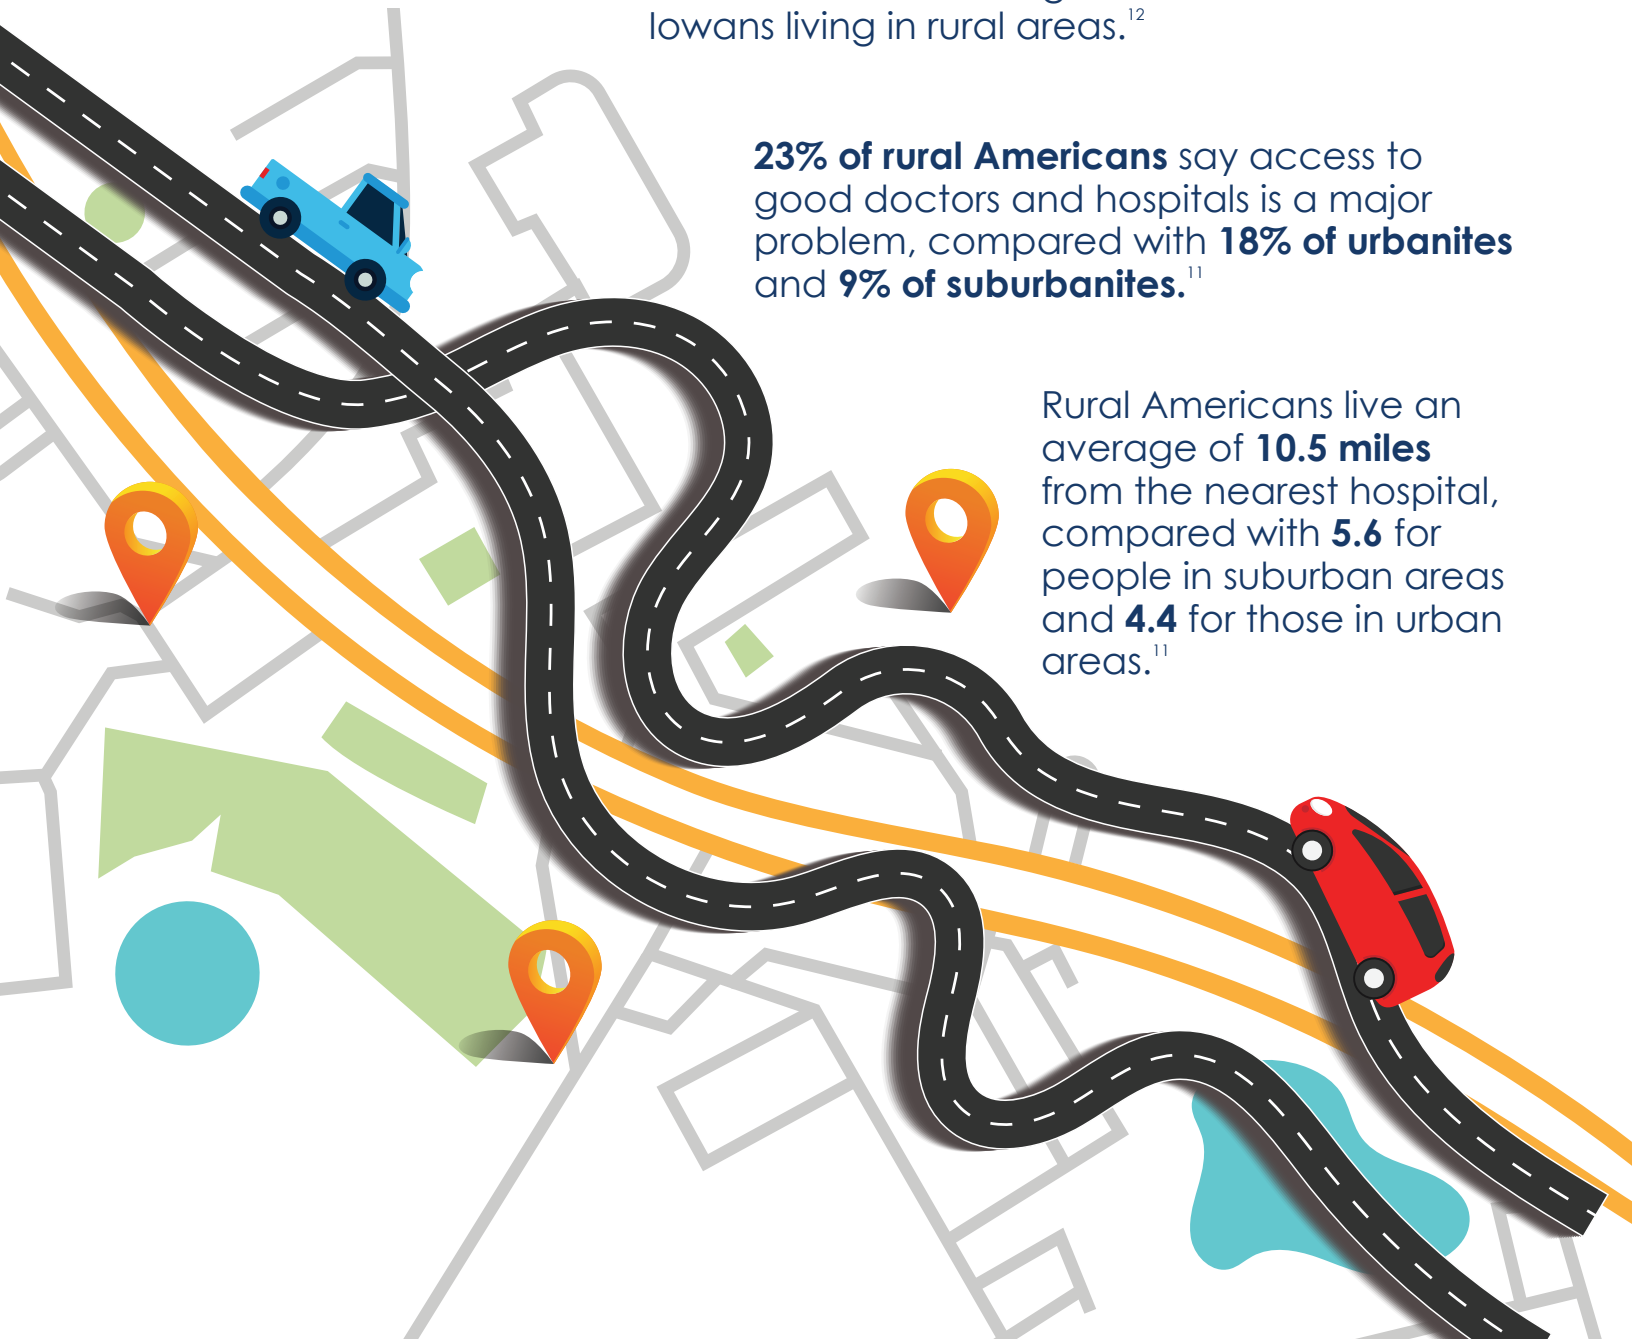 Iowans living in rural areas.12
23% of rural Americans say access to
good doctors and hospitals is a major
problem, compared with 18% of urbanites
and 9% of suburbanites.11
Rural Americans live an
average of 10.5 miles
from the nearest hospital,
compared with 5.6 for
people in suburban areas
and 4.4 for those in urban
areas.11